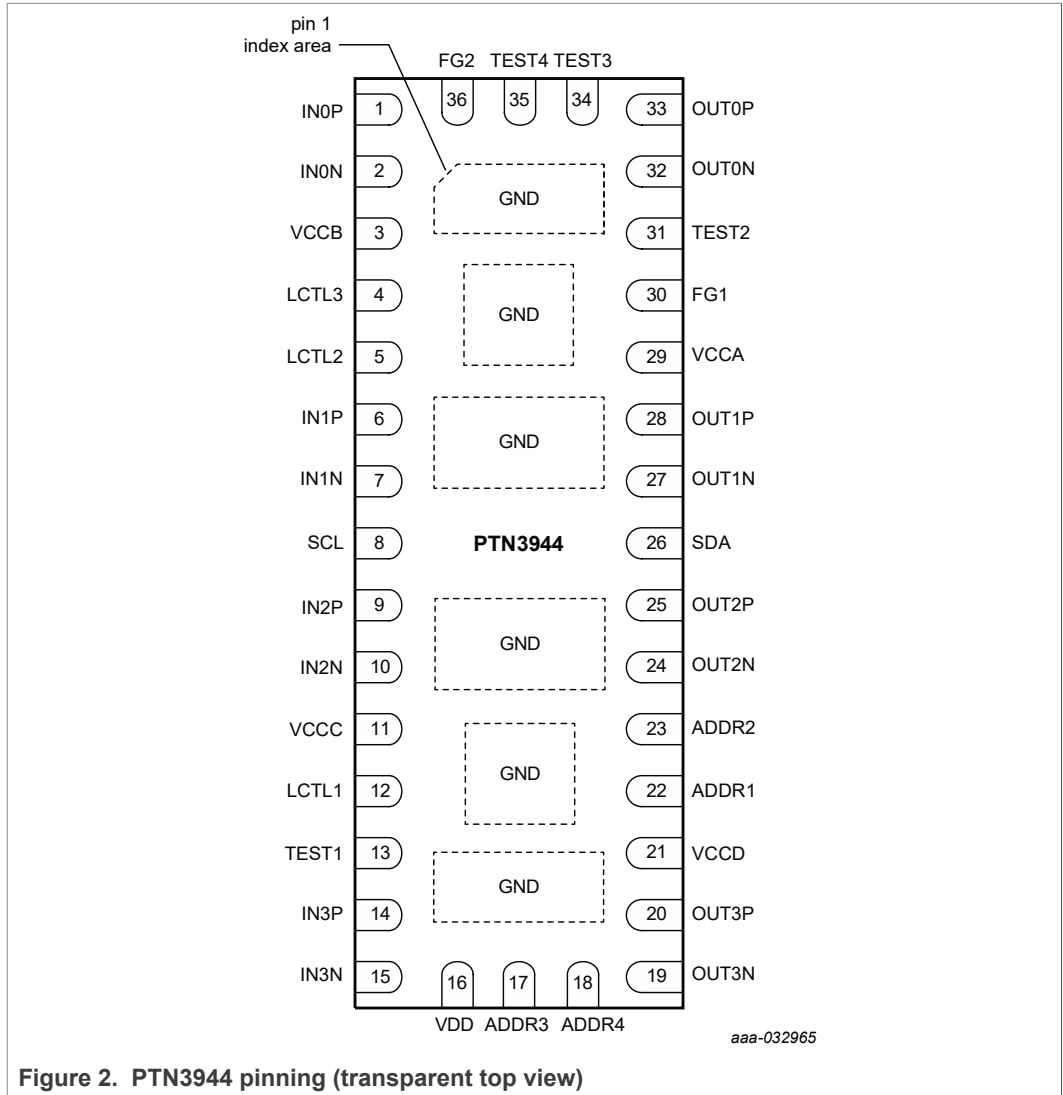 pin 1
index area
FG2 TEST4 TEST3
36 35 34
IN0P 1 33 OUT0P
IN0N 2 32 OUT0N
GND
VCCB 3 31 TEST2
LCTL3 4 30 FG1
GND
LCTL2 5 29 VCCA
IN1P 6 28 OUT1P
GND
IN1N 7 27 OUT1N
SCL 8 PTN3944 26 SDA
IN2P 9 25 OUT2P
GND
IN2N 10 24 OUT2N
VCCC 11 23 ADDR2
GND
LCTL1 12 22 ADDR1
TEST1 13 21 VCCD
GND
IN3P 14 20 OUT3P
IN3N 15 19 OUT3N
16 17 18
VDD ADDR3 ADDR4
aaa-032965
Figure 2. PTN3944 pinning (transparent top view)